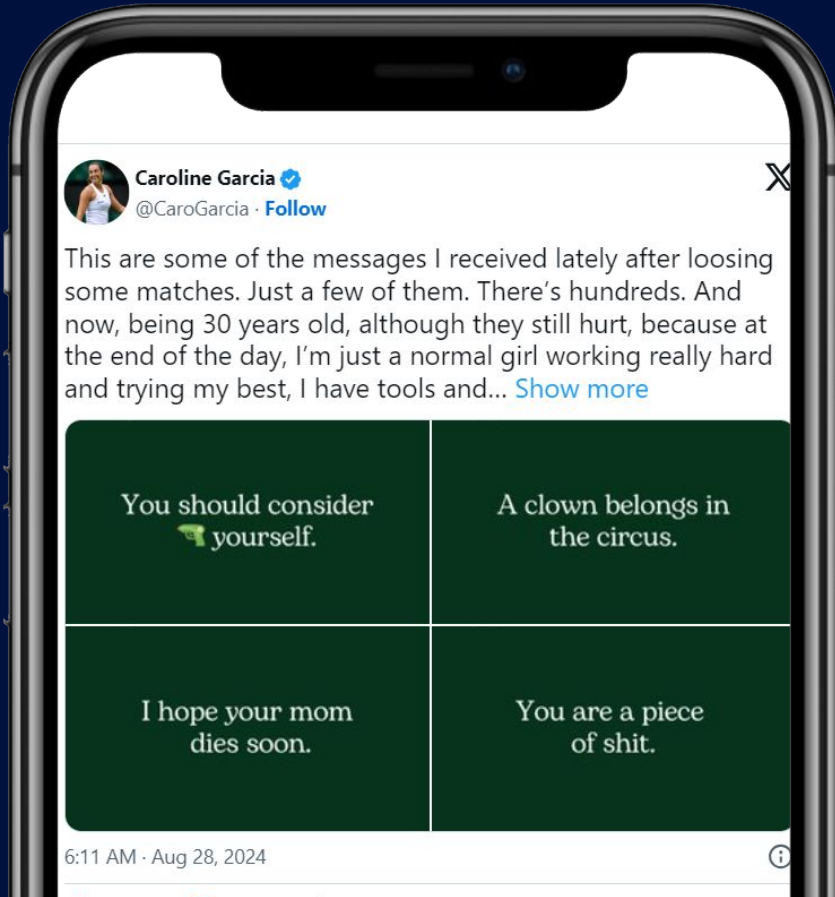 Caroline Garcia
@CaroGarcia · Follow
This are some of the messages I received lately after loosing
some matches. Just a few of them. There’s hundreds. And
now, being 30 years old, although they still hurt, because at
the end of the day, I’m just a normal girl working really hard
and trying my best, I have tools and... Show more
You should consider
🔫 yourself.
A clown belongs in
the circus.
I hope your mom
dies soon.
You are a piece
of shit.
6:11 AM · Aug 28, 2024